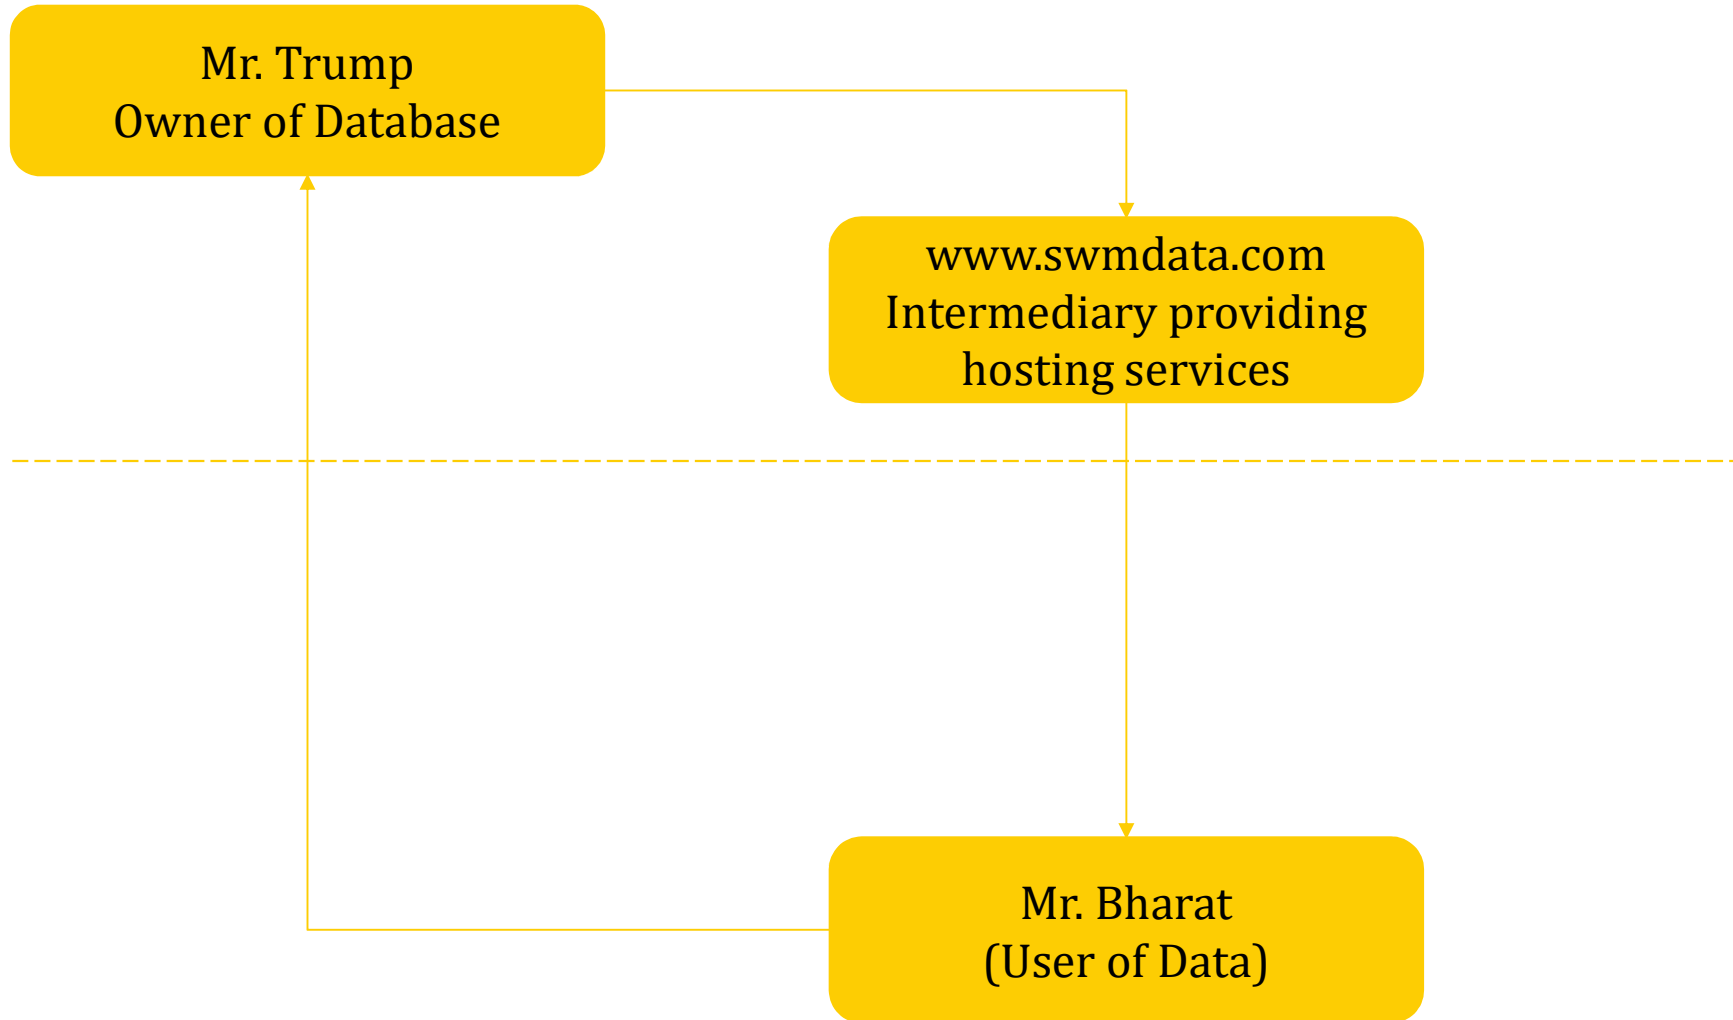 Mr. Trump
Owner of Database
www.swmdata.com
Intermediary providing
hosting services
Mr. Bharat
(User of Data)